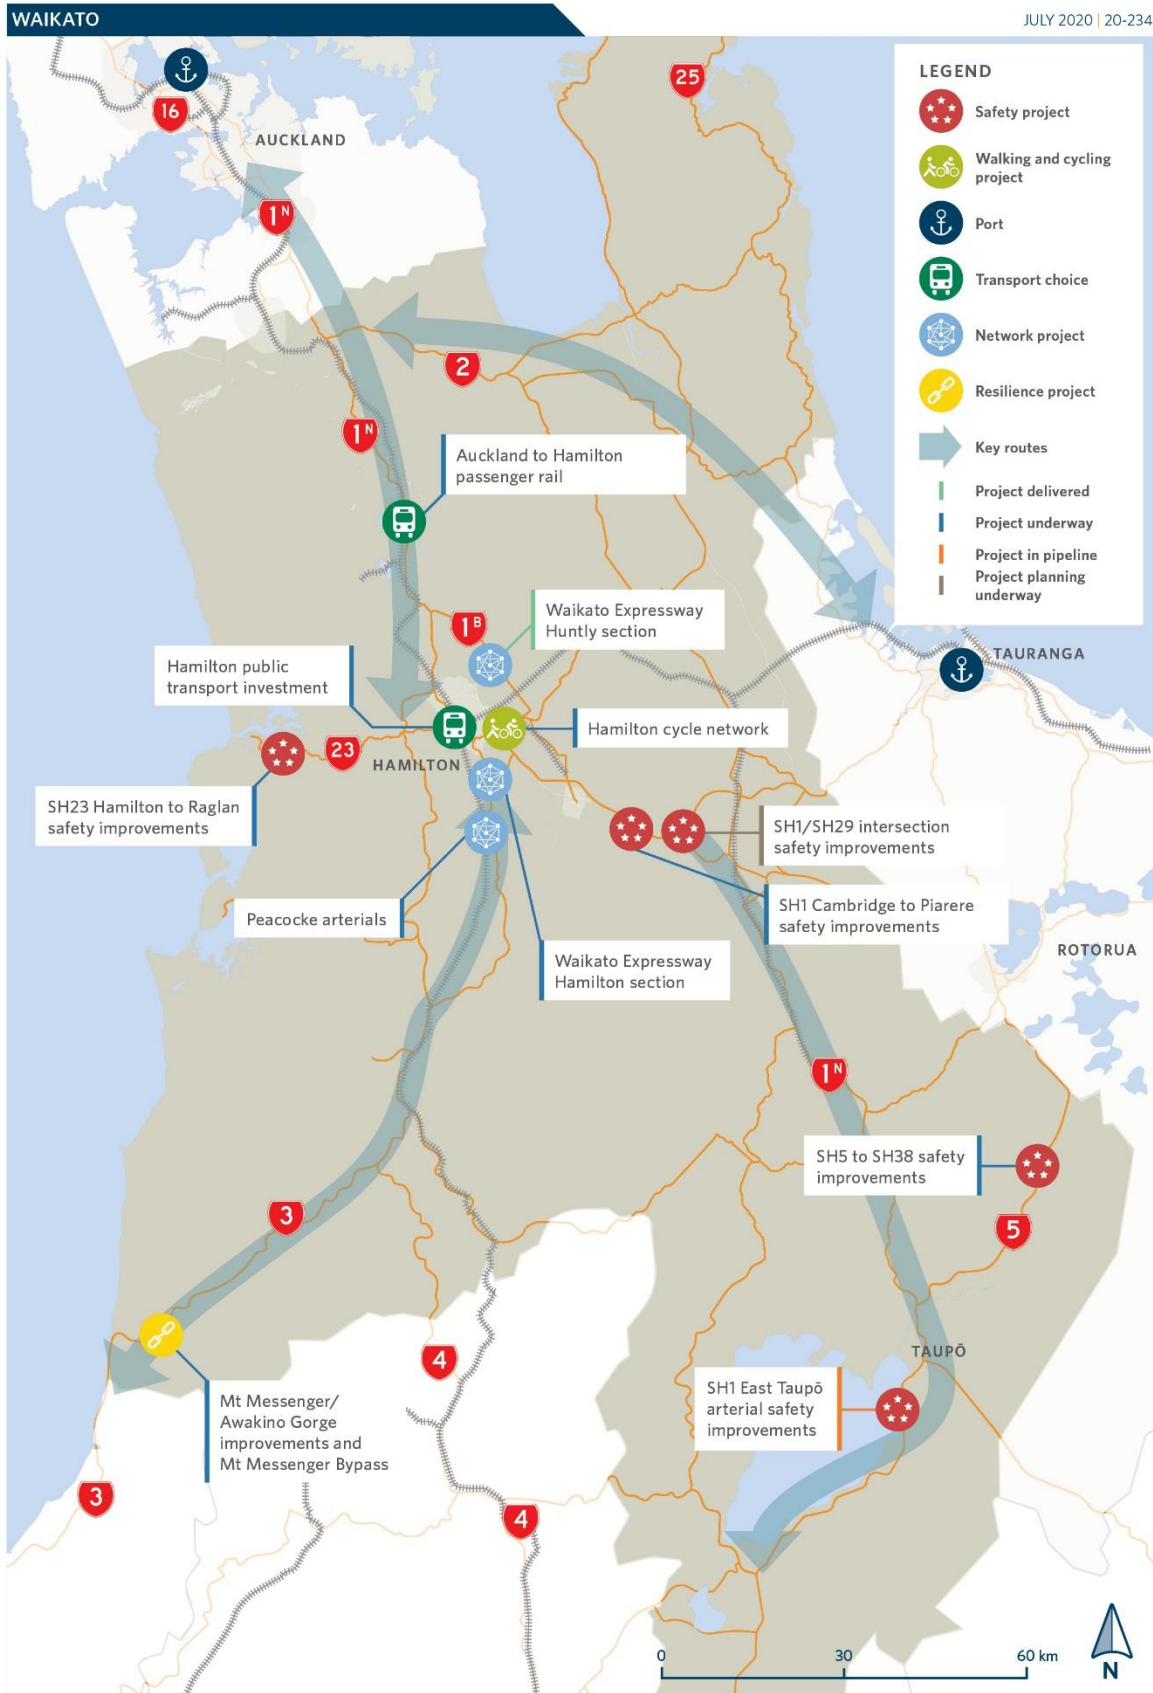 WAIKATO
JULY 2020 | 20-234
LEGEND
Safety project
Walking and cycling
project
Port
Transport choice
Network project
Resilience project
Key routes
Project delivered
Project underway
Project in pipeline
Project planning
underway
25
16
AUCKLAND
1N
2
1N
Auckland to Hamilton
passenger rail
Waikato Expressway
Huntly section
1B
Hamilton public
transport investment
TAURANGA
Hamilton cycle network
23
HAMILTON
SH23 Hamilton to Raglan
safety improvements
SH1/SH29 intersection
safety improvements
Peacocke arterials
SH1 Cambridge to Piarere
safety improvements
Waikato Expressway
Hamilton section
ROTORUA
1N
SH5 to SH38 safety
improvements
3
5
TAUPŌ
4
SH1 East Taupō
arterial safety
improvements
Mt Messenger/
Awakino Gorge
improvements and
Mt Messenger Bypass
3
4
0 30 60 km
N